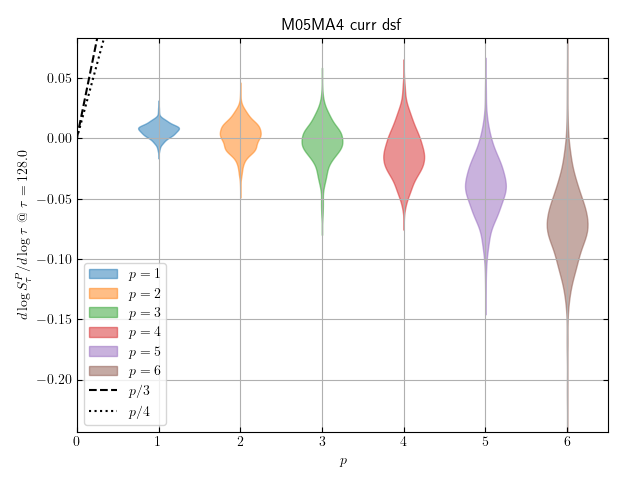 M05MA4 curr dsf
d log S_τ^P / d log τ @ τ = 128.0
0.05
0.00
−0.05
−0.10
−0.15
−0.20
p = 1
p = 2
p = 3
p = 4
p = 5
p = 6
p/3
p/4
0 1 2 3 4 5 6
p